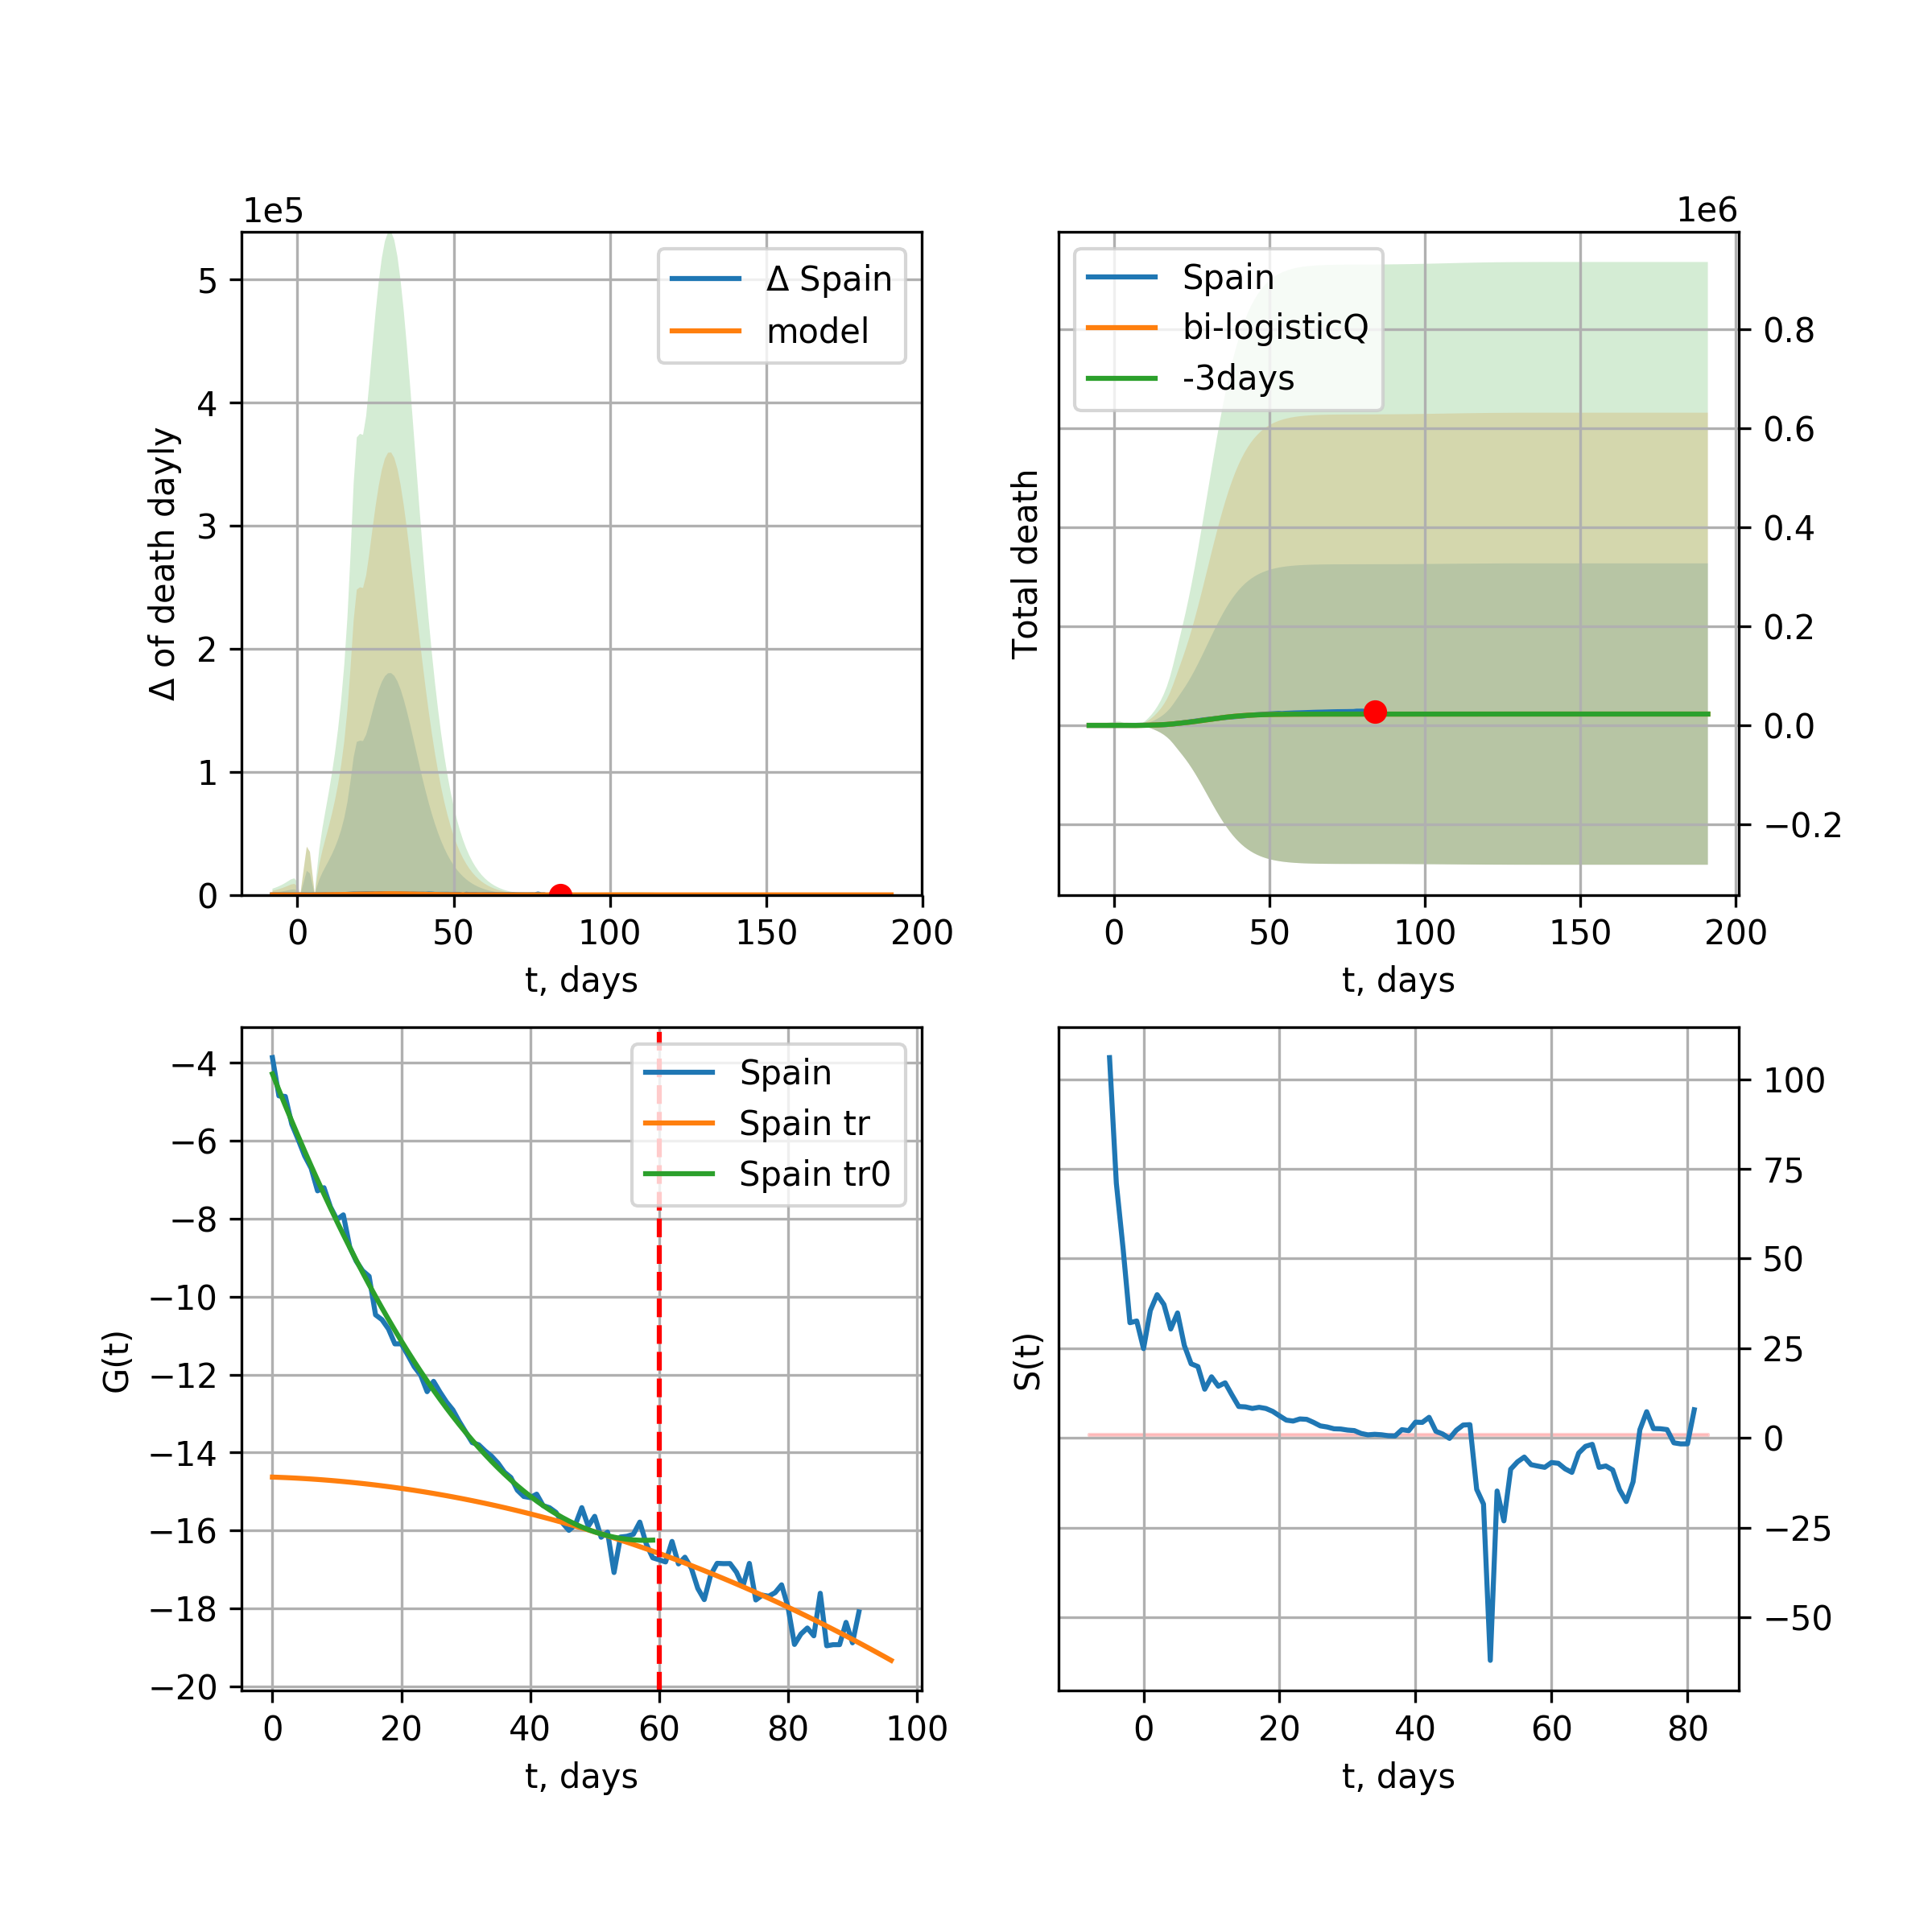 1e5
Δ of death dayly
5
4
3
2
1
0
0 50 100 150 200
t, days
Δ Spain
model
1e6
Total death
0.8
0.6
0.4
0.2
0.0
−0.2
0 50 100 150 200
t, days
Spain
bi-logisticQ
-3days
G(t)
−4
−6
−8
−10
−12
−14
−16
−18
−20
0 20 40 60 80 100
t, days
Spain
Spain tr
Spain tr0
S(t)
100
75
50
25
0
−25
−50
0 20 40 60 80
t, days